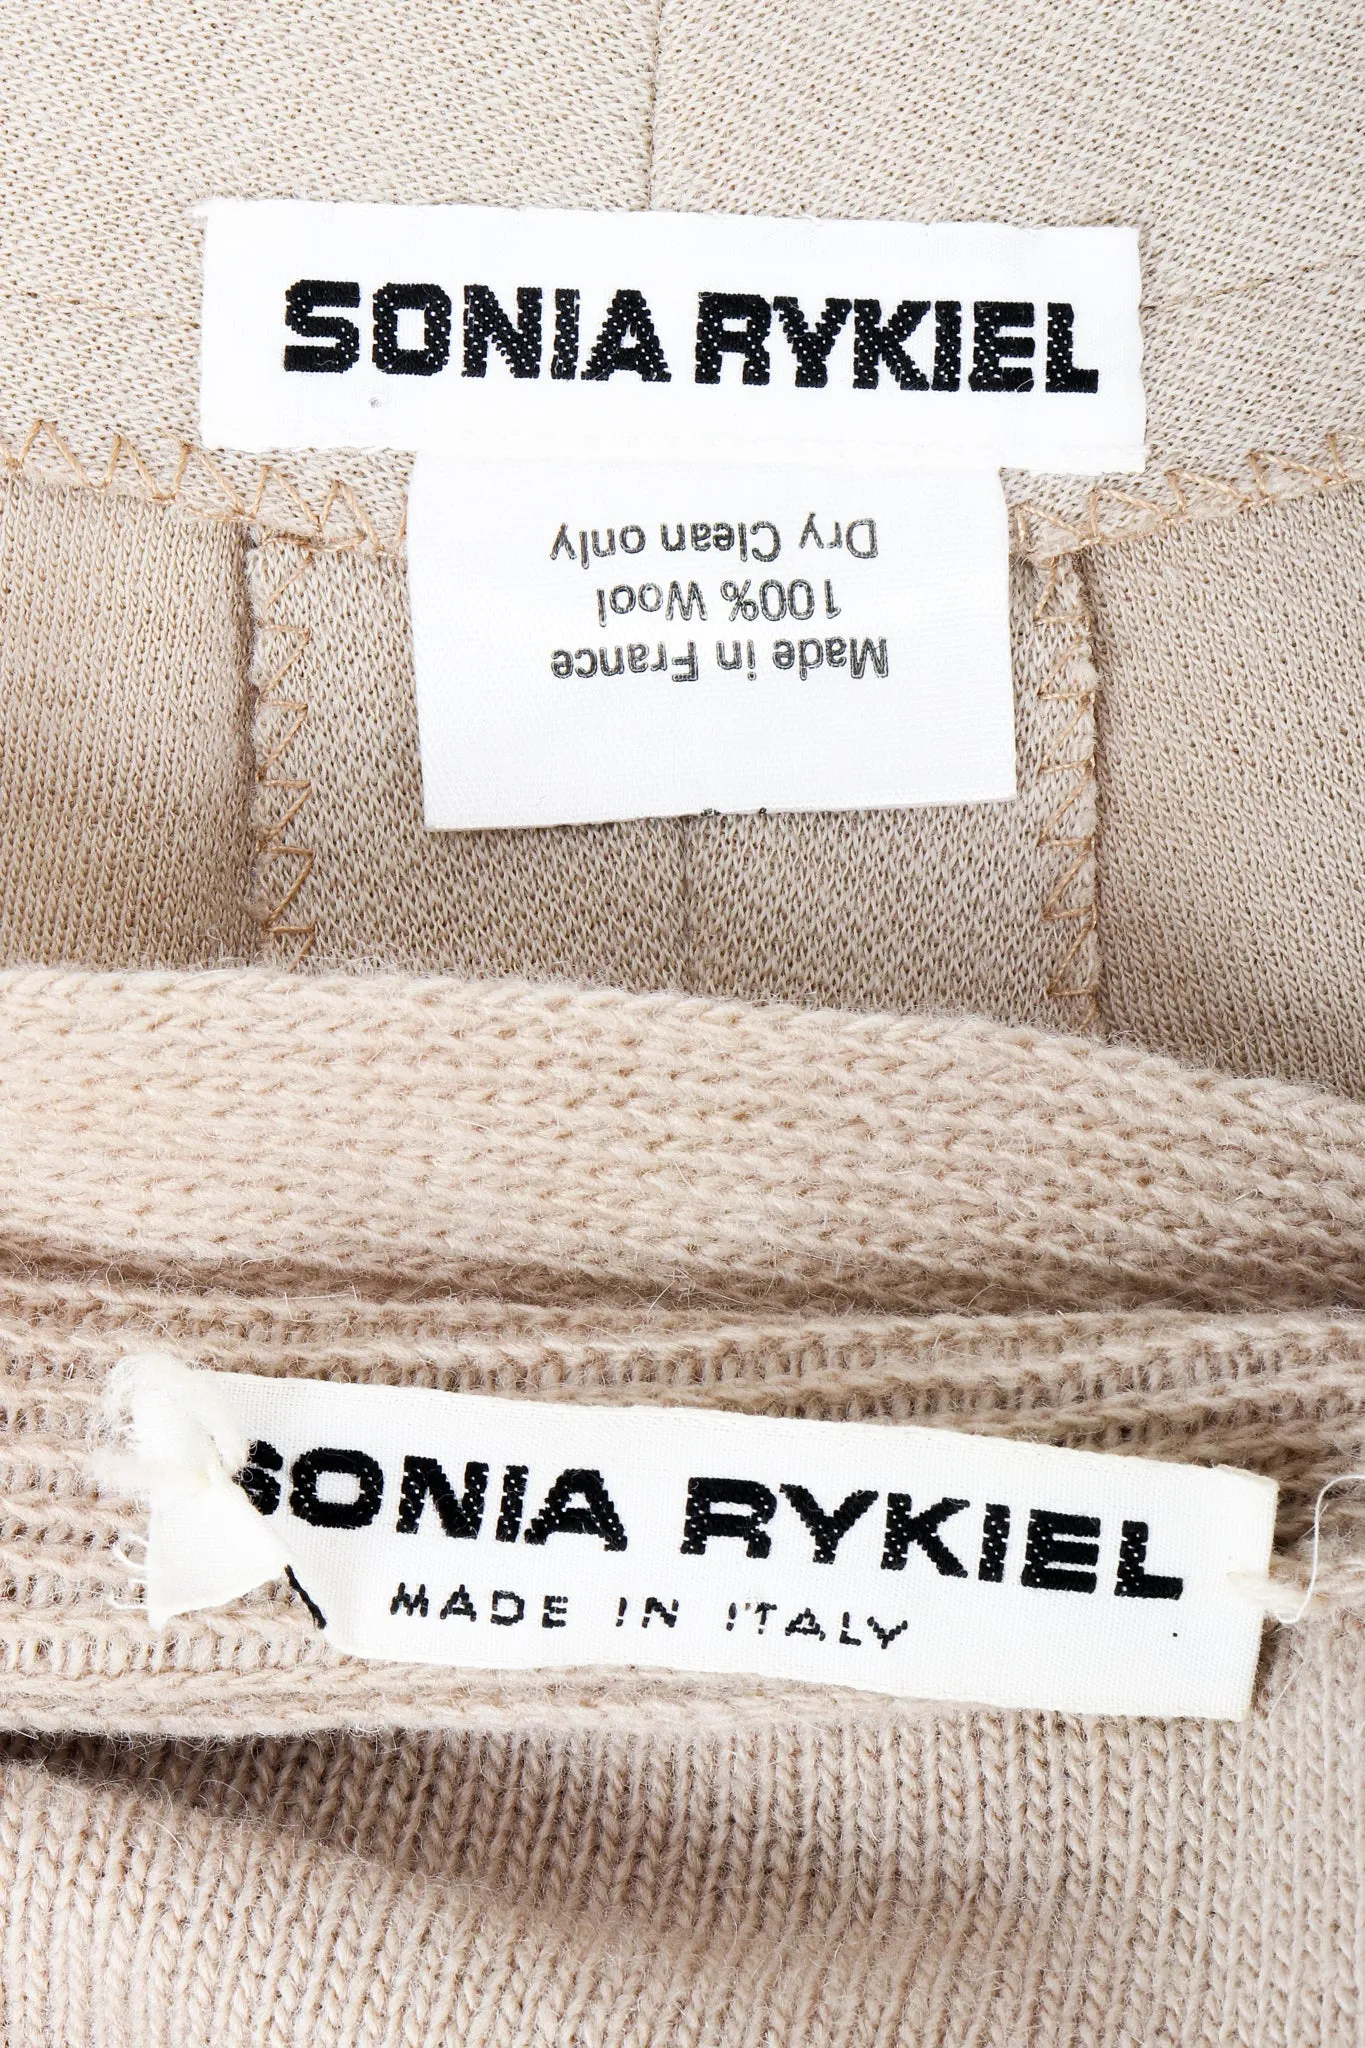 SONIA RYKIEL
Made in France
100% Wool
Dry Clean only
SONIA RYKIEL
MADE IN ITALY